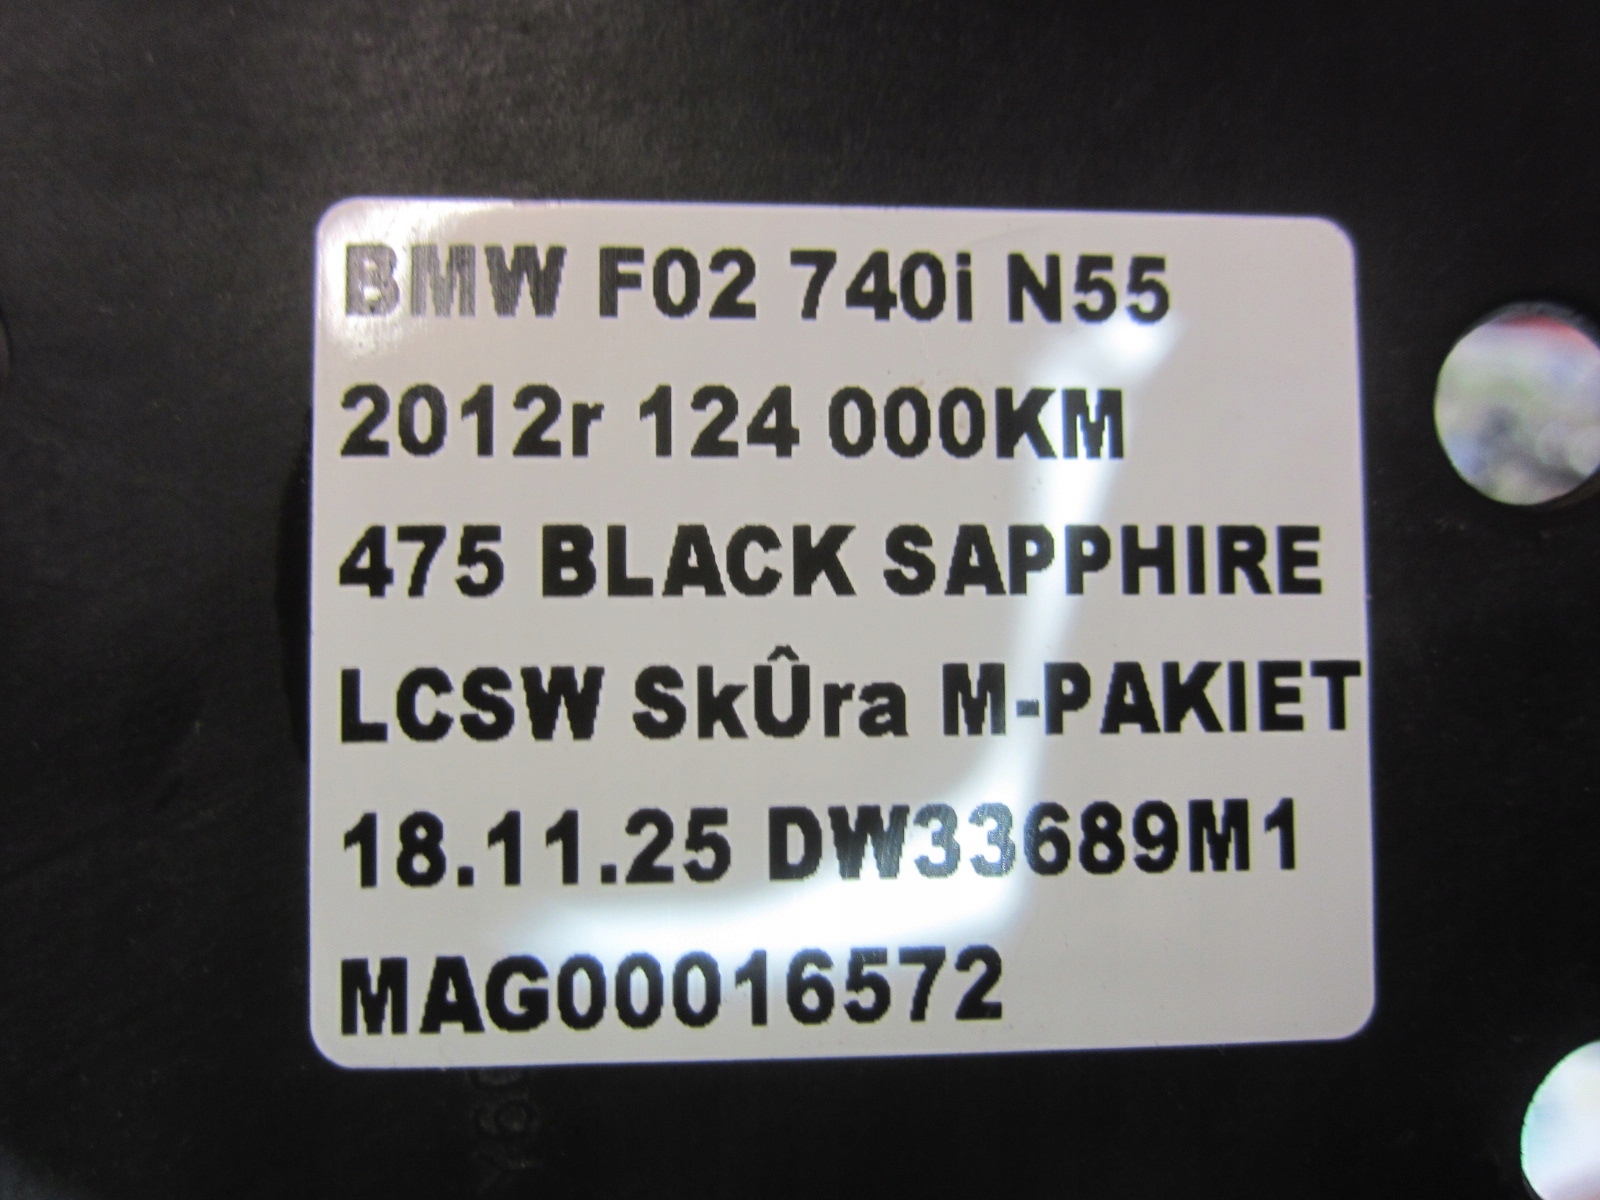 BMW F02 740i N55
2012r 124 000KM
475 BLACK SAPPHIRE
LCSW SkÛra M-PAKIET
18.11.25 DW33689M1
MAG00016572